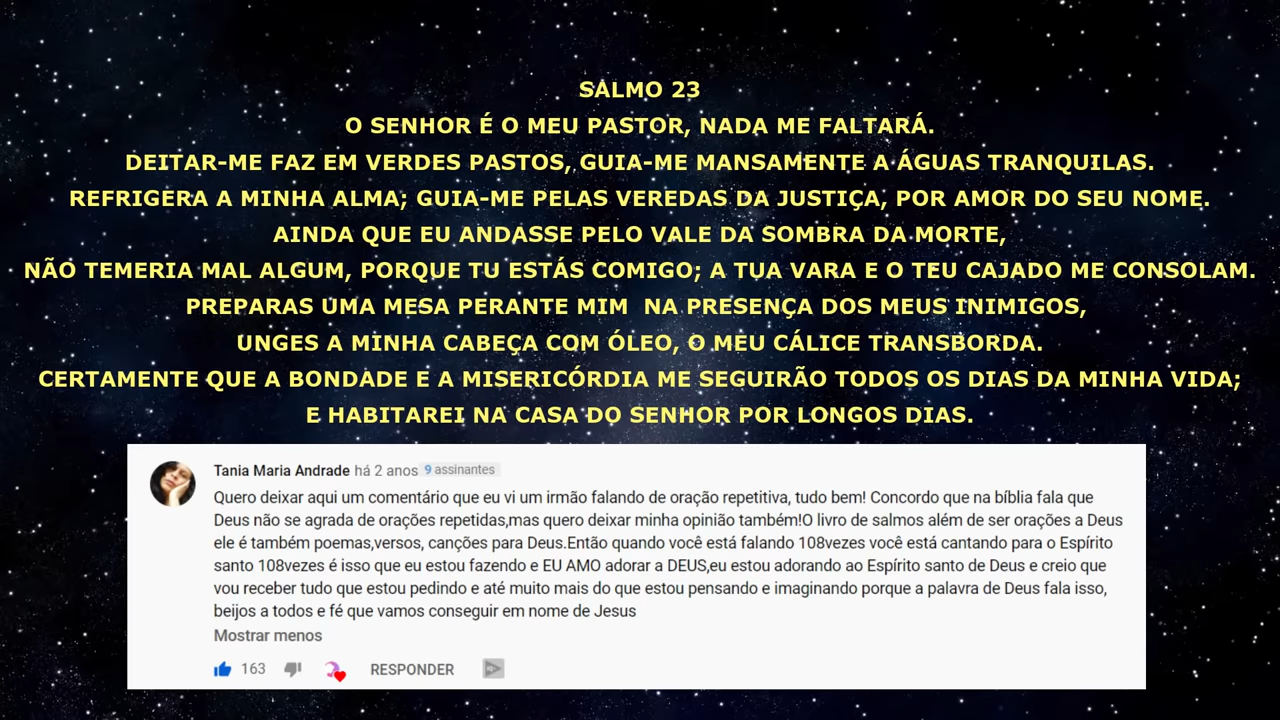 SALMO 23
O SENHOR É O MEU PASTOR, NADA ME FALTARÁ.
DEITAR-ME FAZ EM VERDES PASTOS, GUIA-ME MANSAMENTE A ÁGUAS TRANQUILAS.
REFRIGERA A MINHA ALMA; GUIA-ME PELAS VEREDAS DA JUSTIÇA, POR AMOR DO SEU NOME.
AINDA QUE EU ANDASSE PELO VALE DA SOMBRA DA MORTE,
NÃO TEMERIA MAL ALGUM, PORQUE TU ESTÁS COMIGO; A TUA VARA E O TEU CAJADO ME CONSOLAM.
PREPARAS UMA MESA PERANTE MIM  NA PRESENÇA DOS MEUS INIMIGOS,
UNGES A MINHA CABEÇA COM ÓLEO, O MEU CÁLICE TRANSBORDA.
CERTAMENTE QUE A BONDADE E A MISERICÓRDIA ME SEGUIRÃO TODOS OS DIAS DA MINHA VIDA;
E HABITAREI NA CASA DO SENHOR POR LONGOS DIAS.
Tania Maria Andrade há 2 anos 9 assinantes
Quero deixar aqui um comentário que eu vi um irmão falando de oração repetitiva, tudo bem! Concordo que na bíblia fala que
Deus não se agrada de orações repetidas,mas quero deixar minha opinião também!O livro de salmos além de ser orações a Deus
ele é também poemas,versos, canções para Deus.Então quando você está falando 108vezes você está cantando para o Espírito
santo 108vezes é isso que eu estou fazendo e EU AMO adorar a DEUS,eu estou adorando ao Espírito santo de Deus e creio que
vou receber tudo que estou pedindo e até muito mais do que estou pensando e imaginando porque a palavra de Deus fala isso,
beijos a todos e fé que vamos conseguir em nome de Jesus
Mostrar menos
163 RESPONDER